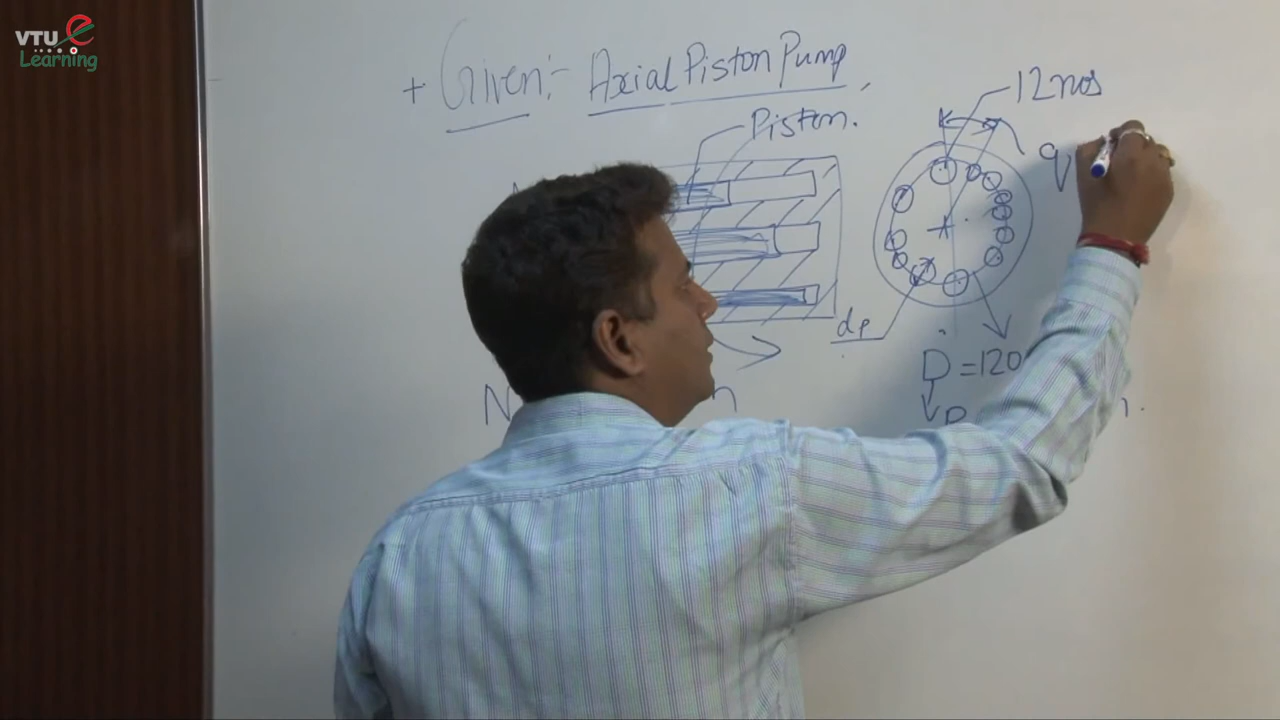 VTU e
Learning
+ Given:- Axial Piston Pump
12 nos
Piston.
q
dp
D = 120
N